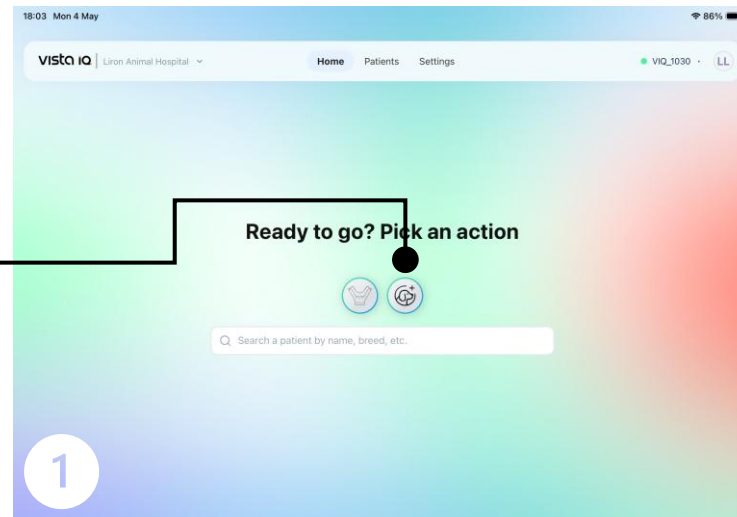 18:03 Mon 4 May 86%
VISTA IQ Liron Animal Hospital Home Patients Settings VIQ_1030 · LL
Ready to go? Pick an action
Search a patient by name, breed, etc.
1